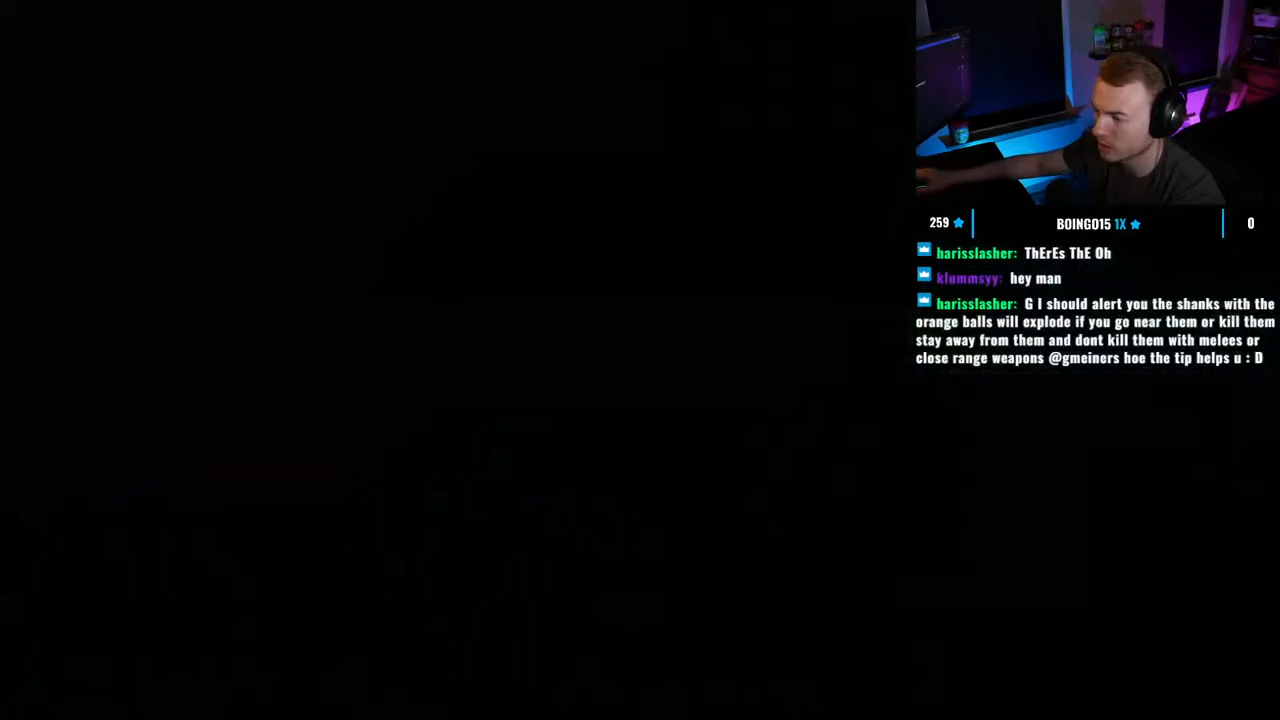 259
BOINGO15 1X
0
harisslasher: ThErEs ThE Oh
klummsyy: hey man
harisslasher: G I should alert you the shanks with the
orange balls will explode if you go near them or kill them
stay away from them and dont kill them with melees or
close range weapons @gmeiners hoe the tip helps u : D